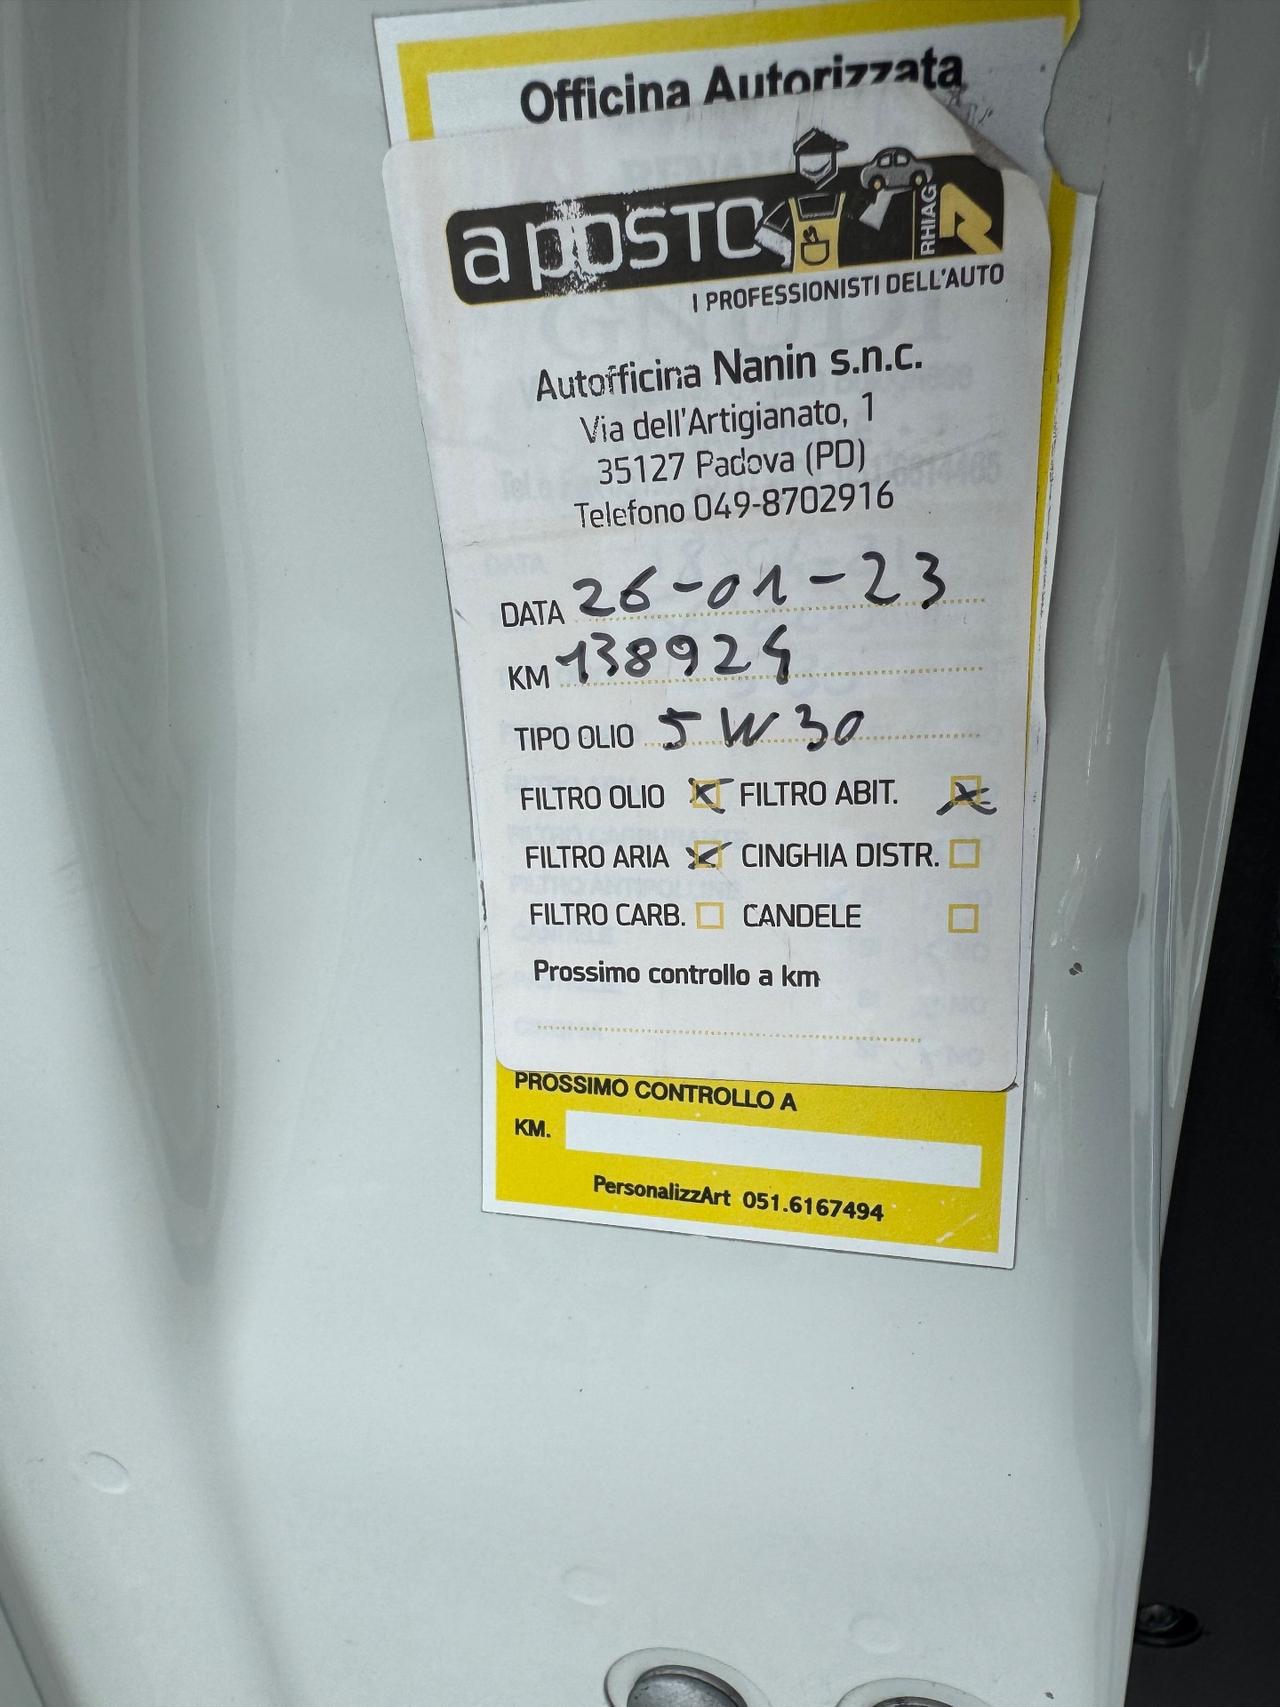 Officina Autorizzata
a posto
RHIAG
I PROFESSIONISTI DELL'AUTO
Autofficina Nanin s.n.c.
Via dell'Artigianato, 1
35127 Padova (PD)
Telefono 049-8702916
DATA 26-01-23
KM 138924
TIPO OLIO 5W30
FILTRO OLIO FILTRO ABIT.
FILTRO ARIA CINGHIA DISTR.
FILTRO CARB. CANDELE
Prossimo controllo a km
PROSSIMO CONTROLLO A
KM.
PersonalizzArt 051.6167494